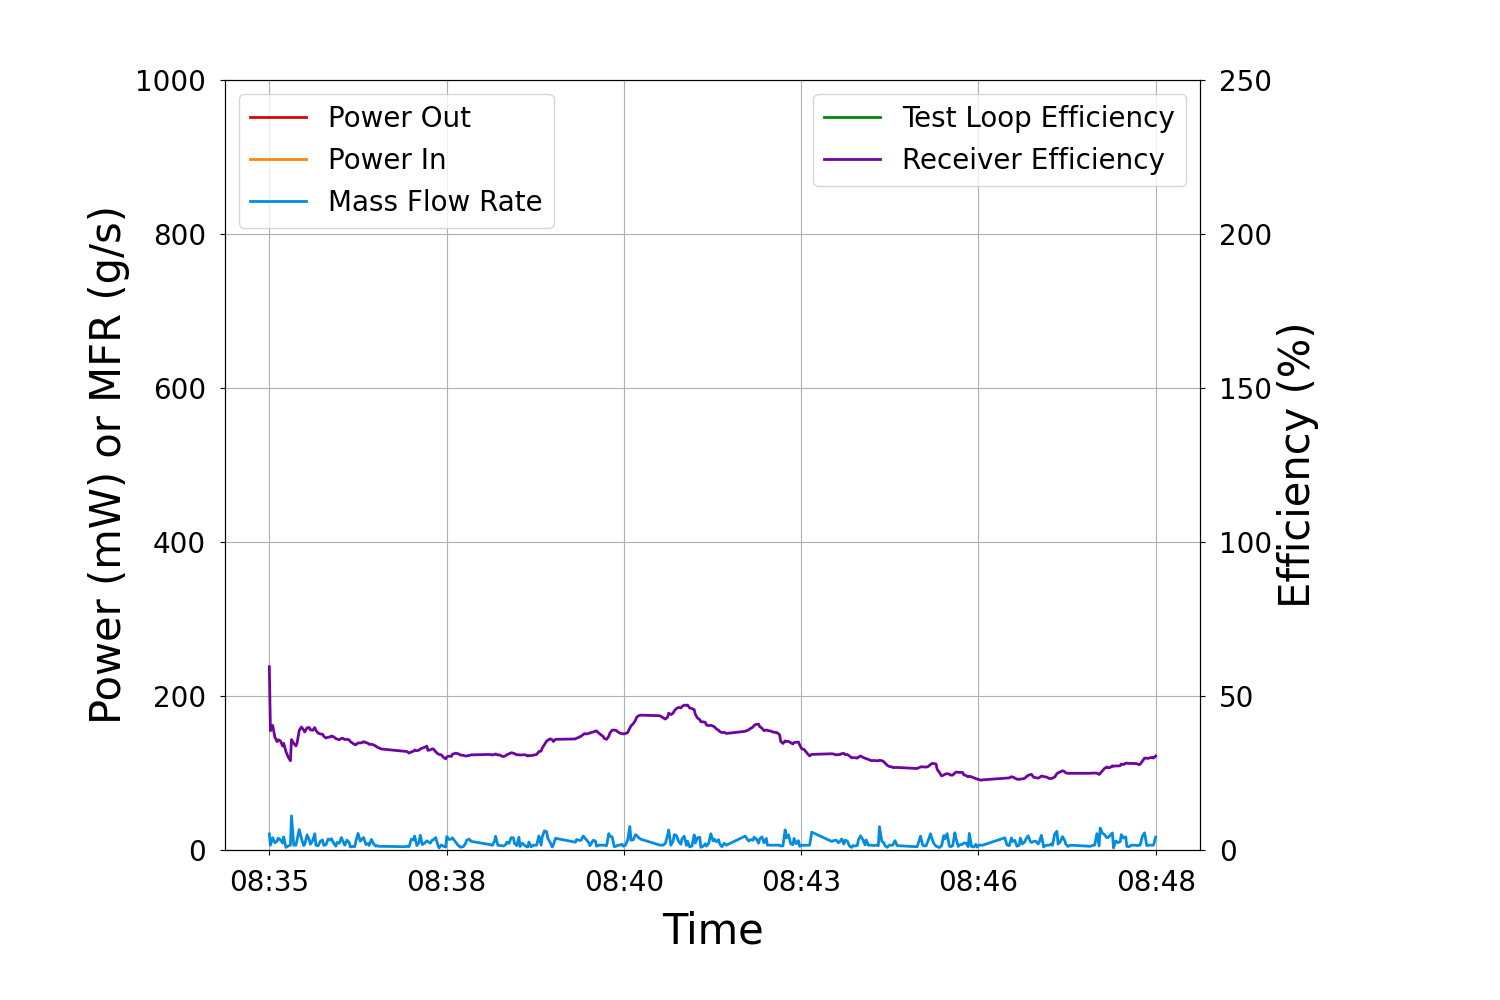 1000
800
600
400
200
0
Power (mW) or MFR (g/s)
Power Out
Power In
Mass Flow Rate
Test Loop Efficiency
Receiver Efficiency
250
200
150
100
50
0
Efficiency (%)
08:35 08:38 08:40 08:43 08:46 08:48
Time